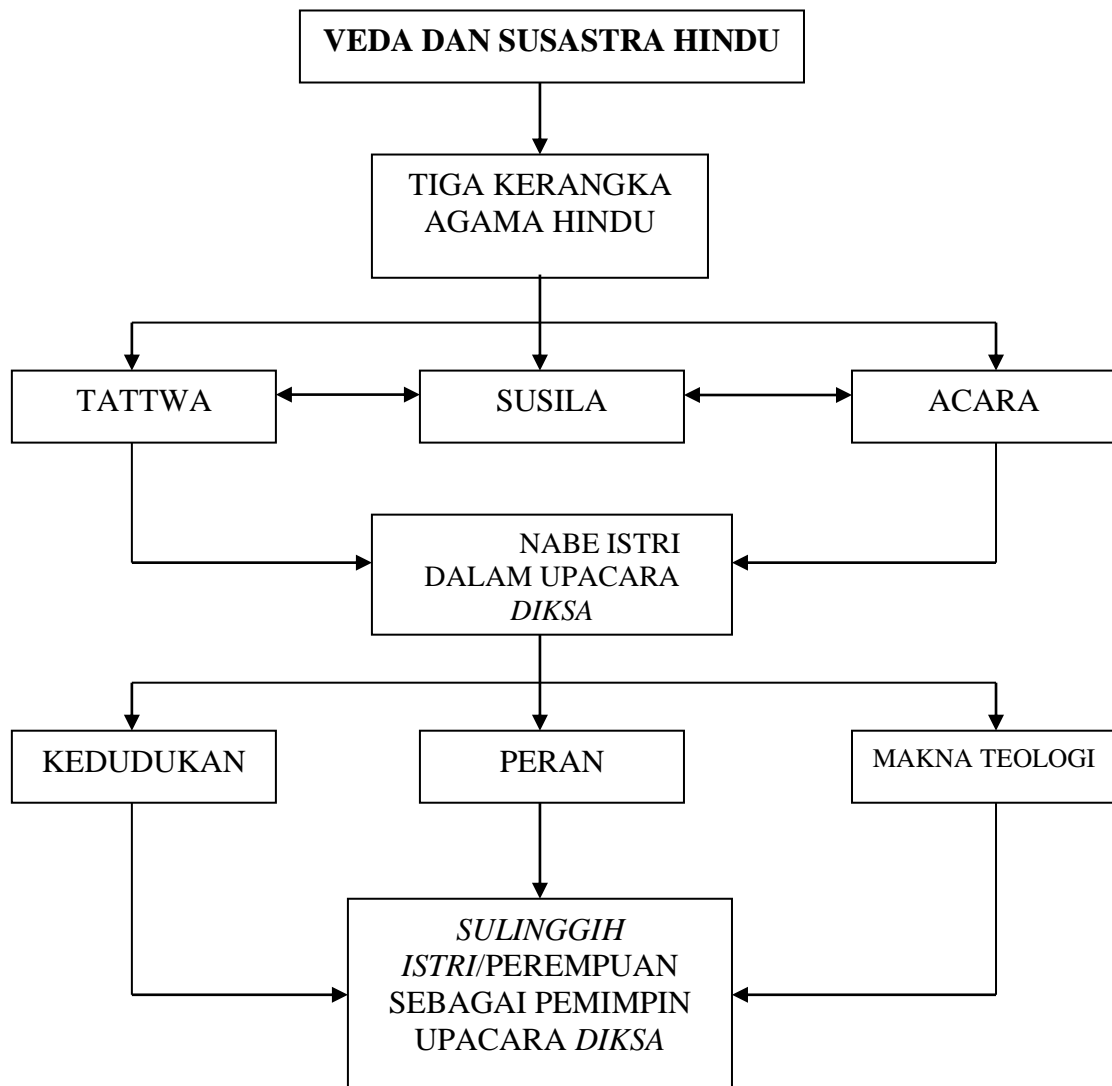 VEDA DAN SUSASTRA HINDU
TIGA KERANGKA
AGAMA HINDU
TATTWA
SUSILA
ACARA
NABE ISTRI
DALAM UPACARA
DIKSA
KEDUDUKAN
PERAN
MAKNA TEOLOGI
SULINGGIH
ISTRI/PEREMPUAN
SEBAGAI PEMIMPIN
UPACARA DIKSA